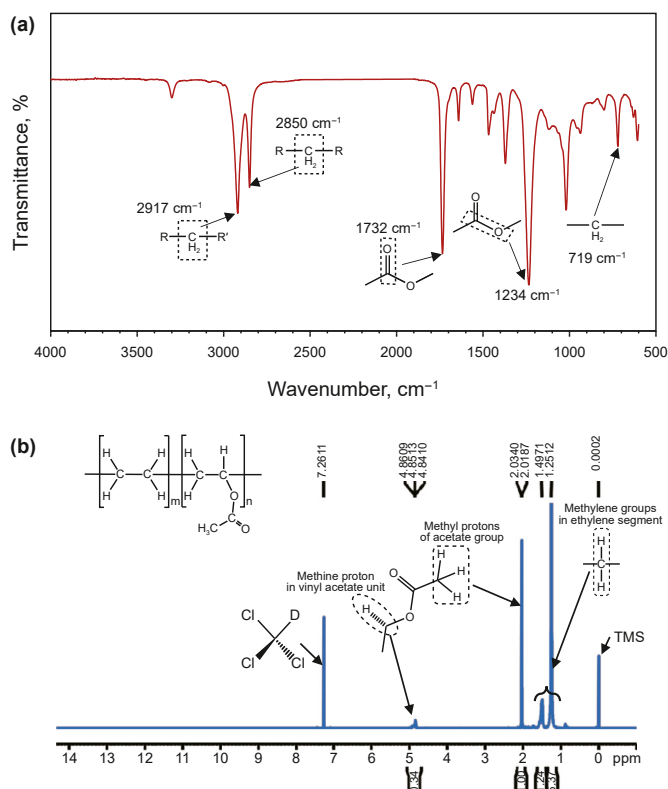 (a)
Transmittance, %
2850 cm⁻¹
R CH₂ R
2917 cm⁻¹
R CH₂ R′
1732 cm⁻¹
O
O
O
O
1234 cm⁻¹
C
H₂
719 cm⁻¹
4000 3000 2000 1500 1000 500
Wavenumber, cm⁻¹
(b)
H H H H
C C C C
H H H O
m n
H₃C C O
7.2611
4.8609
4.8513
4.8410
2.0340
2.0187
1.4971
1.2512
0.0002
Methylene groups
in ethylene segment
H
C
H
Methyl protons
of acetate group
H
H
H
O
O
H
Methine proton
in vinyl acetate unit
Cl D
Cl Cl
TMS
14 13 12 11 10 9 8 7 6 5 4 3 2 1 0 ppm